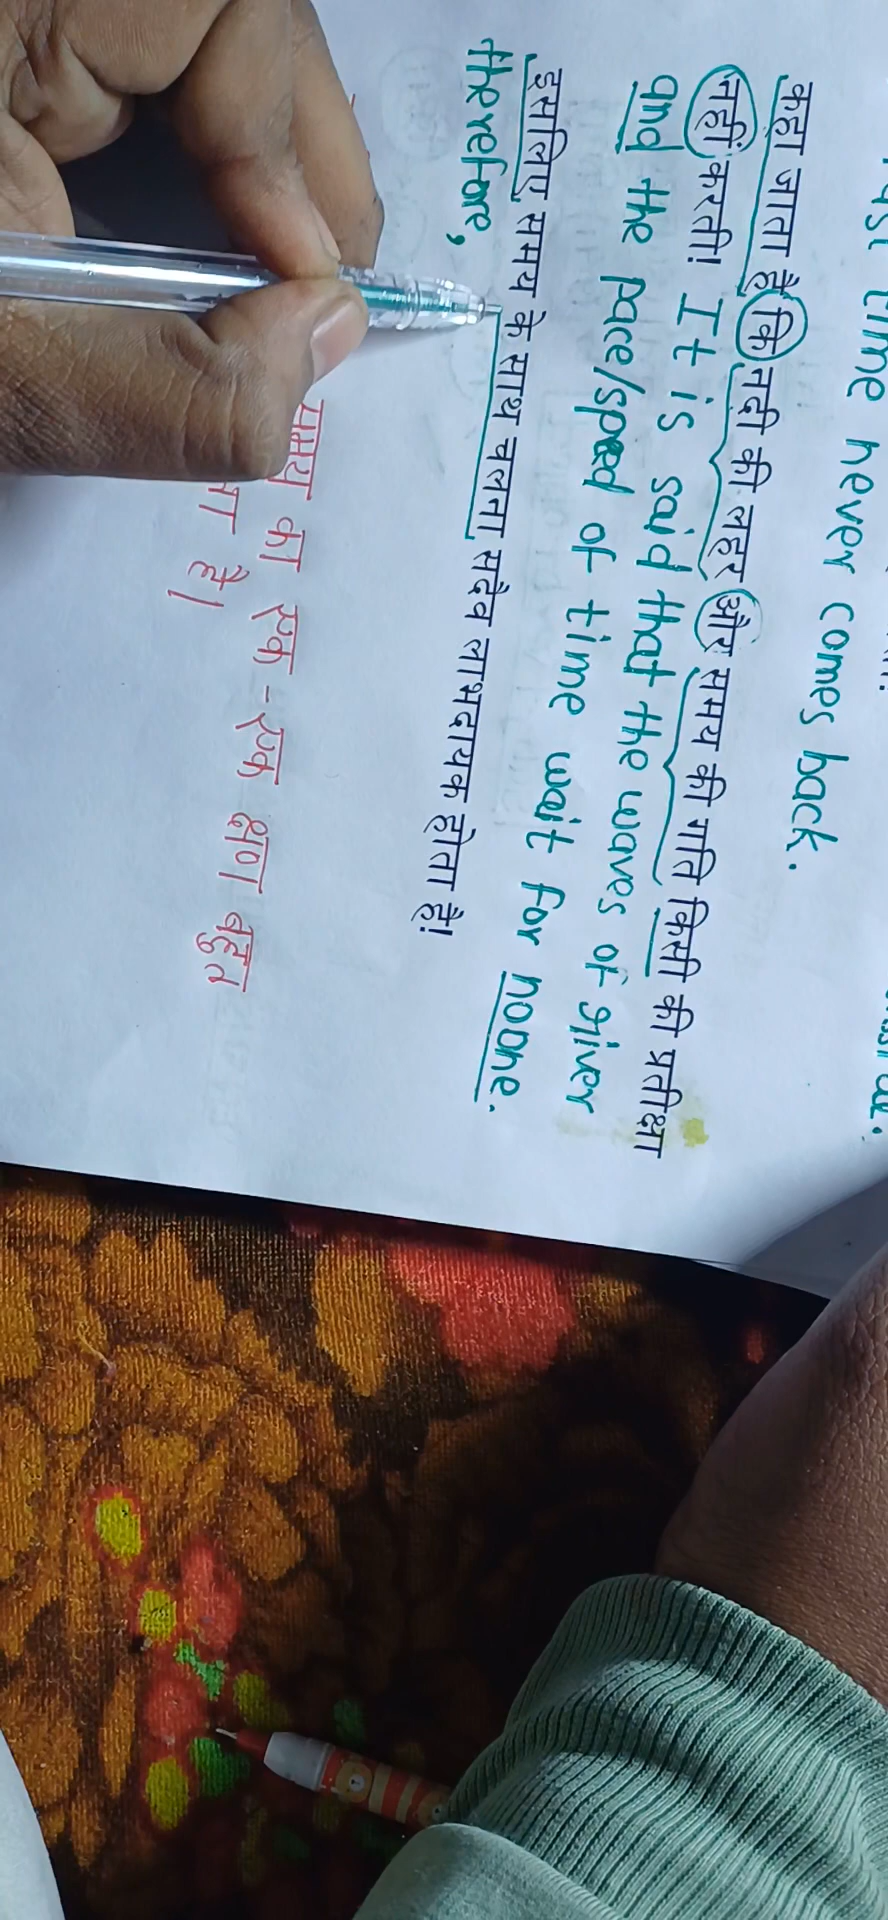 time never comes back.
कहा जाता है कि नदी की लहर और समय की गति किसी की प्रतीक्षा
नहीं करती! It is said that the waves of river
and the pace/speed of time wait for noone.
इसलिए समय के साथ चलना सदैव लाभदायक होता है!
therefore,
समय का एक-एक क्षण बहुत
है।